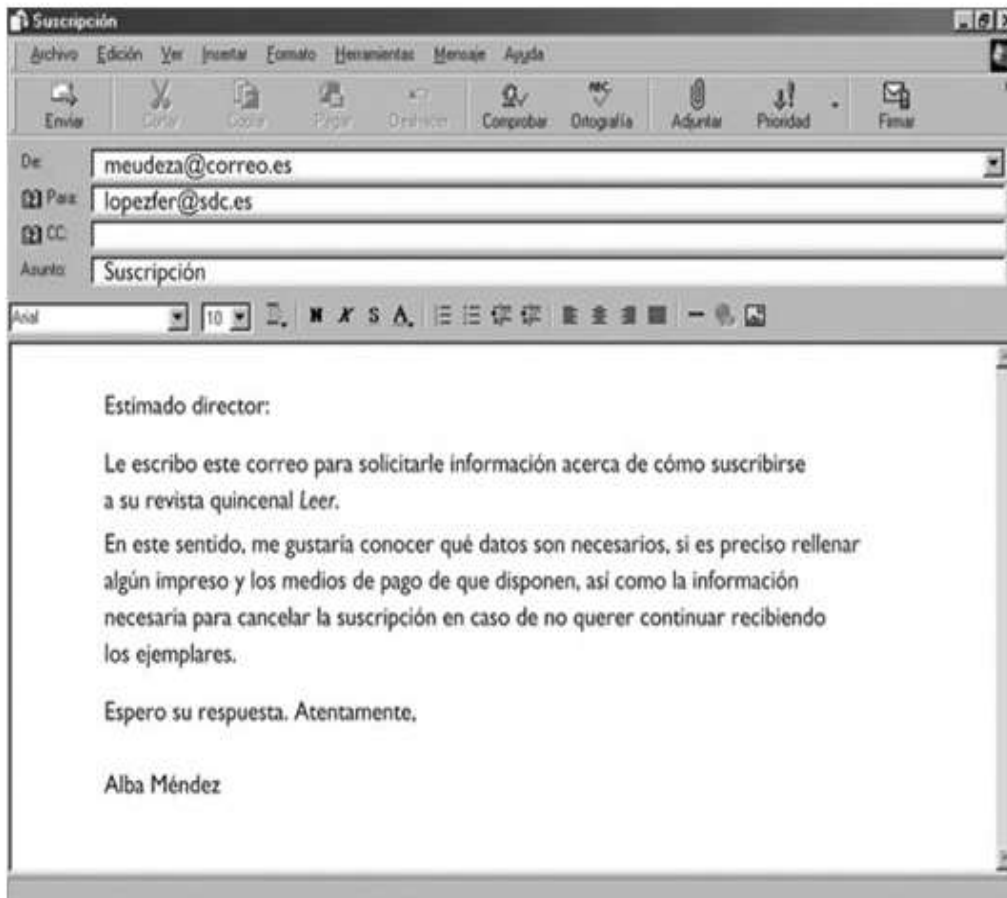 Suscripción
Archivo Edición Ver Insertar Formato Herramientas Mensaje Ayuda
Enviar Cortar Copiar Pegar Deshacer Comprobar Ortografía Adjuntar Prioridad Firmar
De: meudeza@correo.es
Para: lopezfer@sdc.es
CC:
Asunto: Suscripción
Arial 10 N K S A
Estimado director:
Le escribo este correo para solicitarle información acerca de cómo suscribirse
a su revista quincenal Leer.
En este sentido, me gustaría conocer qué datos son necesarios, si es preciso rellenar
algún impreso y los medios de pago de que disponen, así como la información
necesaria para cancelar la suscripción en caso de no querer continuar recibiendo
los ejemplares.
Espero su respuesta. Atentamente,
Alba Méndez